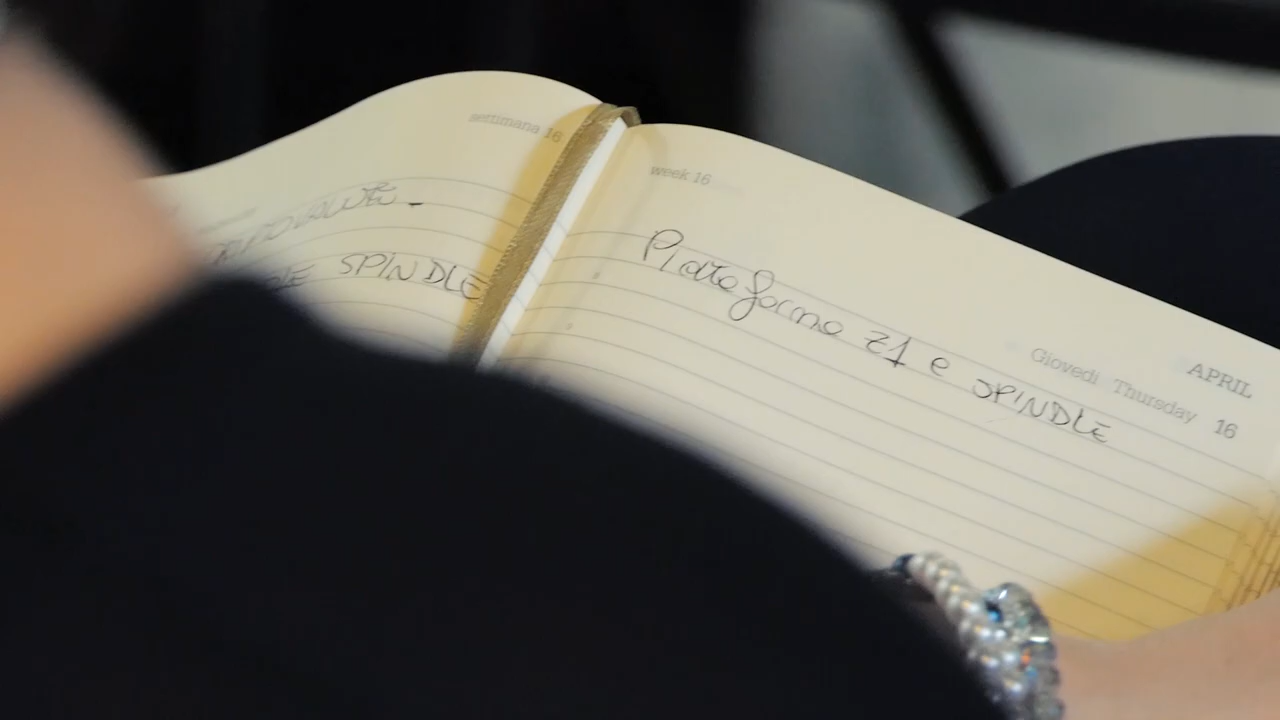 settimana 16
SPINDLE
week 16
Giovedì Thursday
APRIL
16
Piattaforma Z1 e SPINDLE